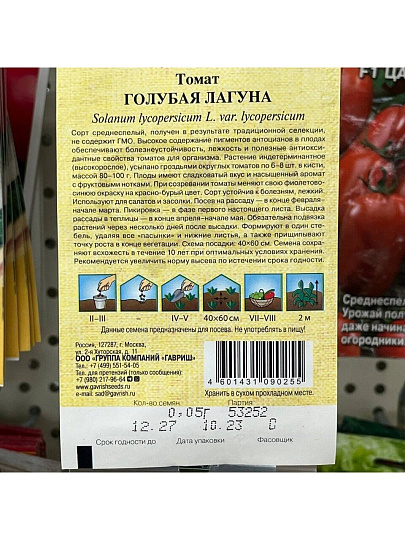 Томат
ГОЛУБАЯ ЛАГУНА
Solanum lycopersicum L. var. lycopersicum
Сорт среднеспелый, получен в результате традиционной селекции,
не содержит ГМО. Высокое содержание пигментов антоцианов в плодах
обеспечивают болезнеустойчивость, лежкость и полезные антиокси-
дантные свойства томатов для организма. Растение индетерминантное
(высокорослое), усыпано гроздями округлых томатов по 6–8 шт. в кисти,
массой 80–100 г. Плоды имеют сладковатый вкус и насыщенный аромат
с фруктовыми нотками. При созревании томаты меняют свою фиолетово-
синюю окраску на красно-бурый цвет. Сорт устойчив к болезням, лежкий.
Используют для салатов и засолки. Посев на рассаду — в конце февраля-
начале марта. Пикировка — в фазе первого настоящего листа. Высадка
рассады в теплицы — в конце апреля-начале мая. Обязательна подвязка
растений через несколько дней после высадки. Формируют в один сте-
бель, удаляя все «пасынки» и нижние листья, а также прищипывают
точку роста в конце вегетации. Схема посадки: 40×60 см. Семена сохра-
няют всхожесть в течение 10 лет при оптимальных условиях хранения.
Рекомендуется увеличить норму высева по истечении срока годности.
II–III – IV–V 40×60 см VII–VIII 2 м
Данные семена предназначены для посева. Не употреблять в пищу!
Россия, 127287, г. Москва,
ул. 2-я Хуторская, д. 11
ООО «ГРУППА КОМПАНИЙ «ГАВРИШ»
Тел. +7 (499) 551-54-05
Тел. для претензий (только сообщения):
+7 (980) 217-96-64
www.gavrishseeds.ru
e-mail: sad@gavrish.ru
4 601431 090255
Хранить в сухом прохладном месте.
Кол-во семян Партия
0,05г 53252
12.27 10.23 С
Срок годности до Дата упаковки Фасовщик
F1 ЦА
Среднеспел
Урожай пол
даже начина
огородники